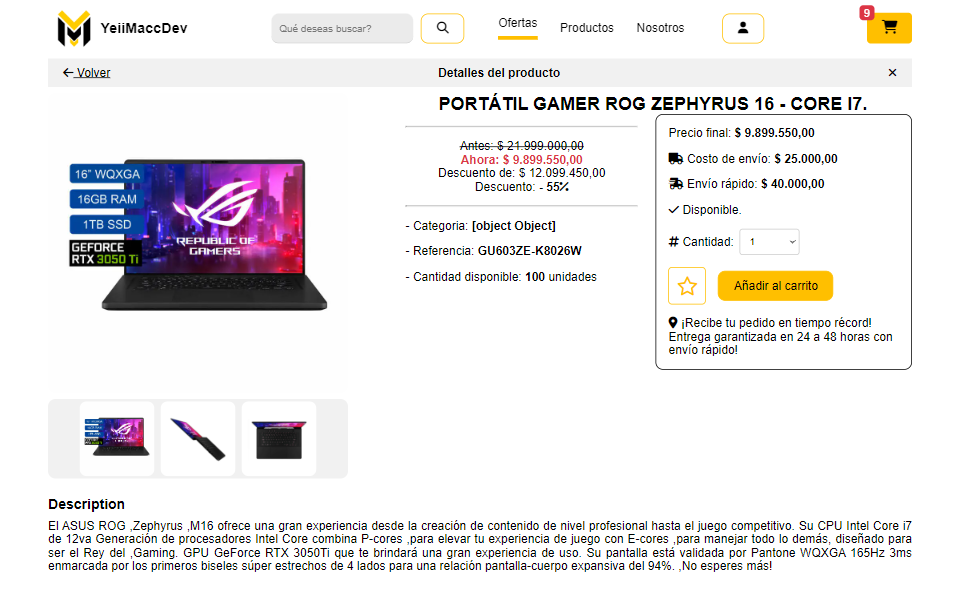 YeiiMaccDev
Qué deseas buscar?
Ofertas
Productos
Nosotros
9
Volver
Detalles del producto
PORTÁTIL GAMER ROG ZEPHYRUS 16 - CORE I7.
16" WQXGA
16GB RAM
1TB SSD
GEFORCE
RTX 3050 Ti
REPUBLIC OF
GAMERS
Antes: $ 21.999.000,00
Ahora: $ 9.899.550,00
Descuento de: $ 12.099.450,00
Descuento: - 55%
- Categoria: [object Object]
- Referencia: GU603ZE-K8026W
- Cantidad disponible: 100 unidades
Precio final: $ 9.899.550,00
Costo de envío: $ 25.000,00
Envío rápido: $ 40.000,00
Disponible.
# Cantidad: 1
Añadir al carrito
¡Recibe tu pedido en tiempo récord!
Entrega garantizada en 24 a 48 horas con
envío rápido!
Description
El ASUS ROG ,Zephyrus ,M16 ofrece una gran experiencia desde la creación de contenido de nivel profesional hasta el juego competitivo. Su CPU Intel Core i7
de 12va Generación de procesadores Intel Core combina P-cores ,para elevar tu experiencia de juego con E-cores ,para manejar todo lo demás, diseñado para
ser el Rey del ,Gaming. GPU GeForce RTX 3050Ti que te brindará una gran experiencia de uso. Su pantalla está validada por Pantone WQXGA 165Hz 3ms
enmarcada por los primeros biseles súper estrechos de 4 lados para una relación pantalla-cuerpo expansiva del 94%. ,No esperes más!